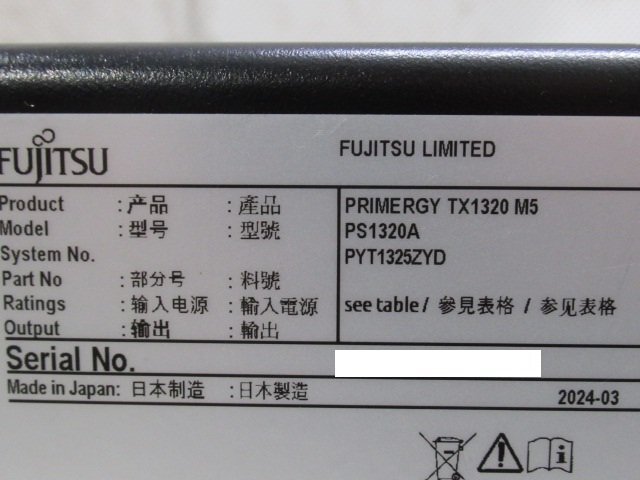 FUJITSU FUJITSU LIMITED
Product : 产品 : 產品 PRIMERGY TX1320 M5
Model : 型号 : 型號 PS1320A
System No. PYT1325ZYD
Part No : 部分号 : 料號
Ratings : 输入电源 : 輸入電源 see table / 參見表格 / 参见表格
Output : 输出 : 輸出
Serial No.
Made in Japan: 日本制造 : 日本製造 2024-03